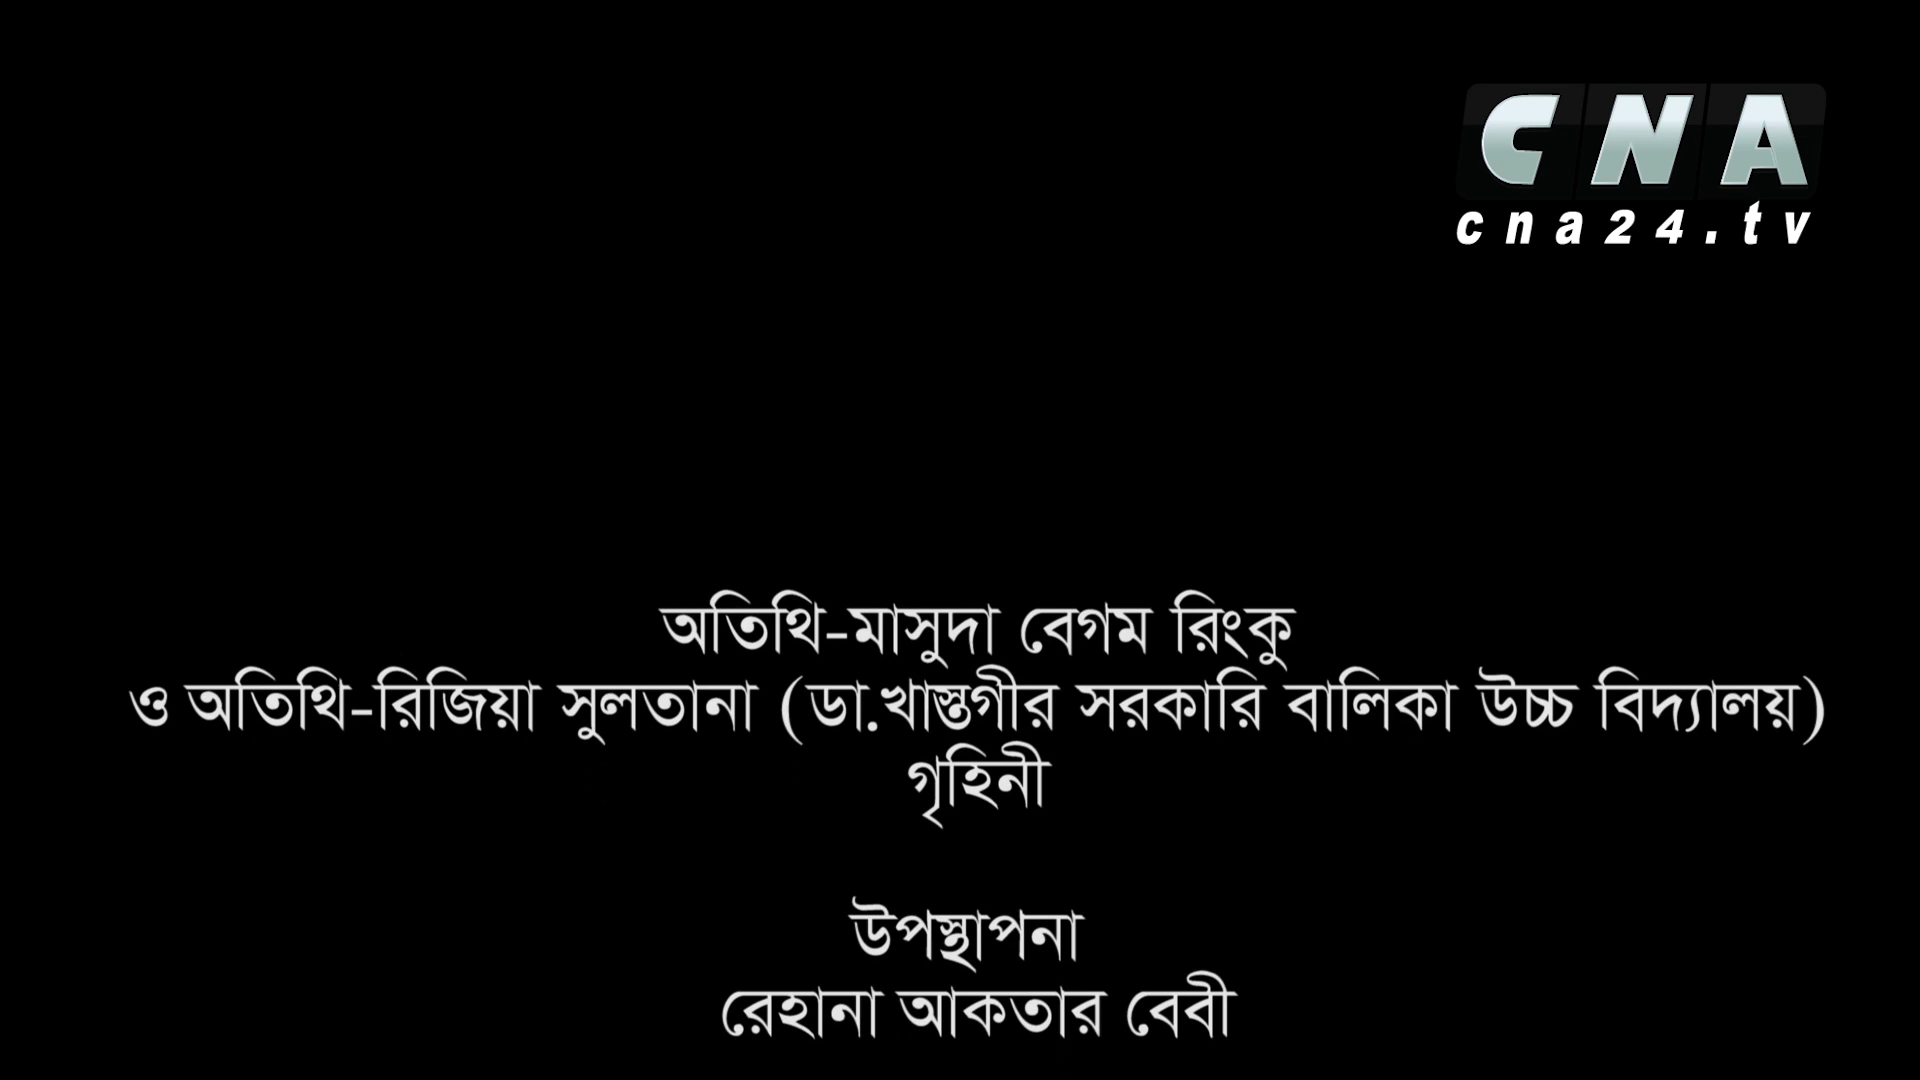 CNA
cna24.tv
অতিথি-মাসুদা বেগম রিংকু
ও অতিথি-রিজিয়া সুলতানা (ডা.খাস্তগীর সরকারি বালিকা উচ্চ বিদ্যালয়)
গৃহিনী
উপস্থাপনা
রেহানা আকতার বেবী